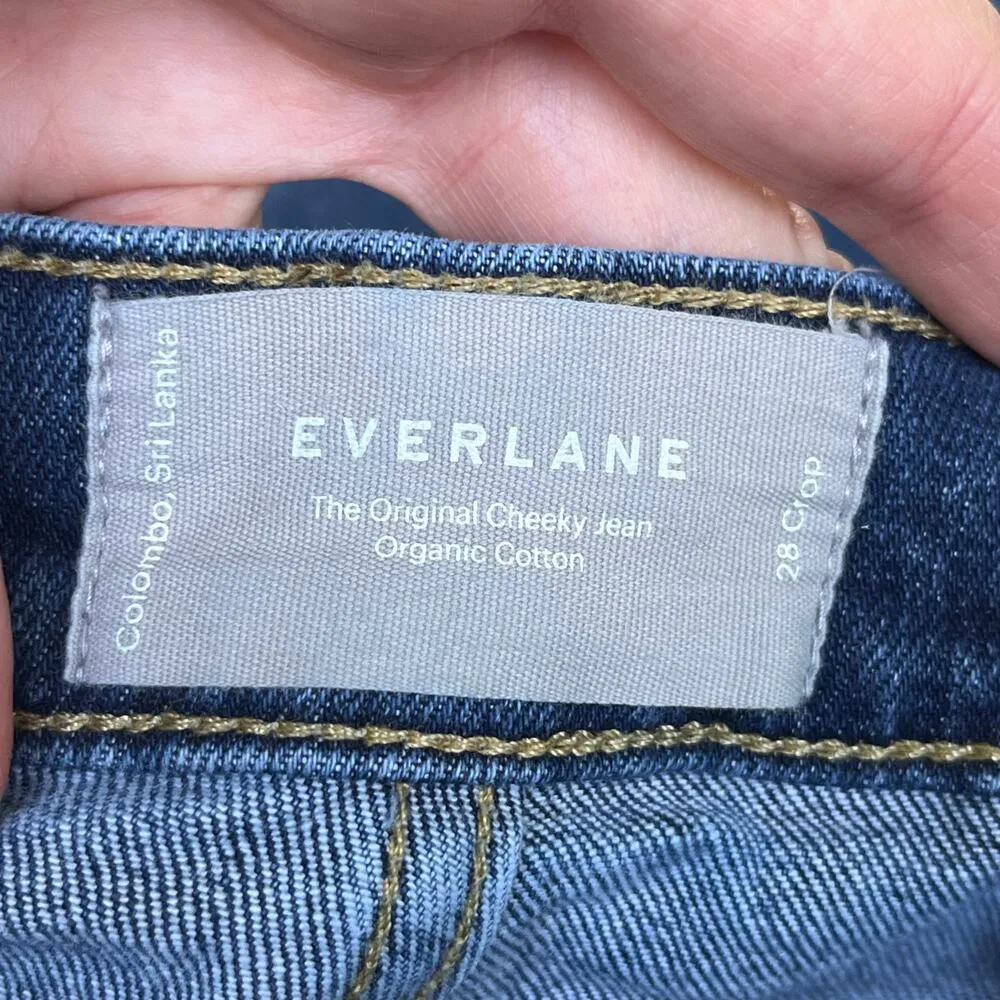 Colombo, Sri Lanka
EVERLANE
The Original Cheeky Jean
Organic Cotton
28 Crop